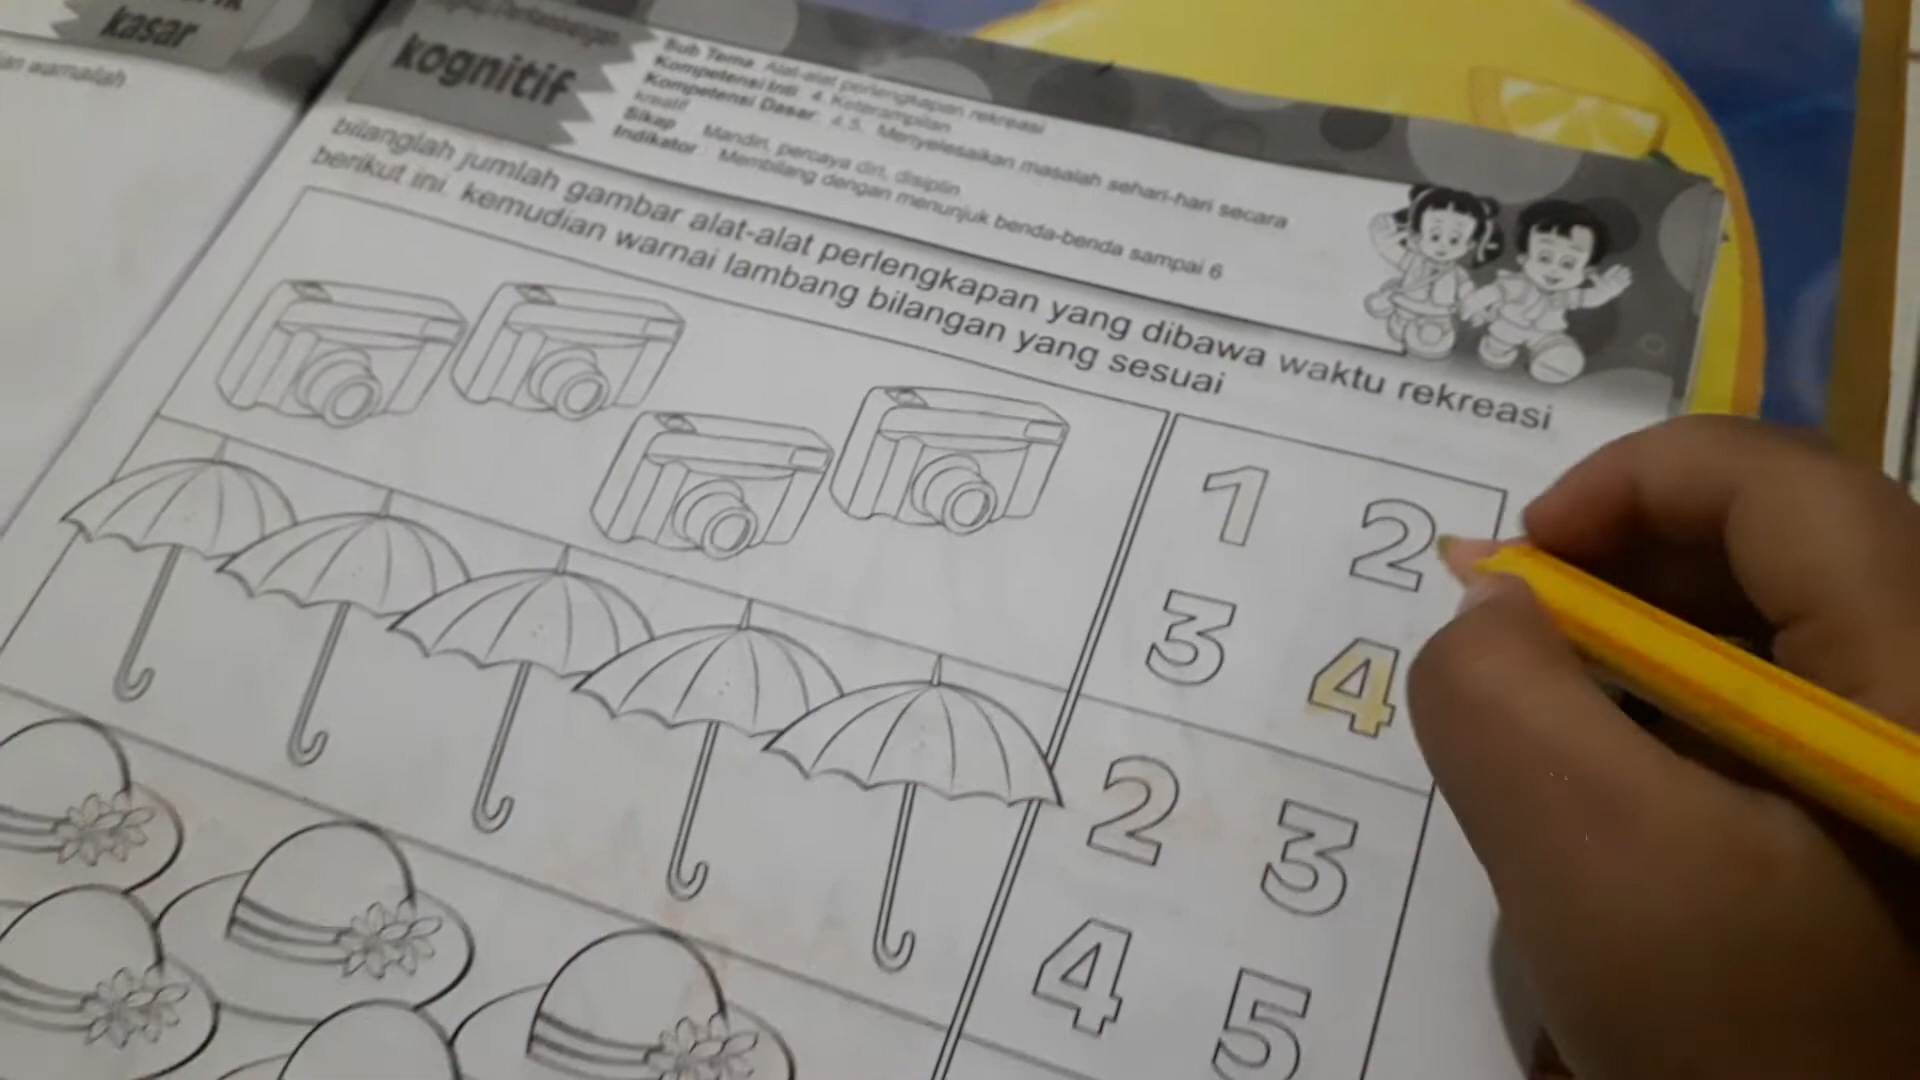 kasar
warnailah
kognitif
Sub Tema Alat-alat perlengkapan rekreasi
Kompetensi Inti 4. Keterampilan
Kompetensi Dasar 4.5. Menyelesaikan masalah sehari-hari secara
kreatif
Sikap : Mandiri, percaya diri, disiplin
Indikator : Membilang dengan menunjuk benda-benda sampai 6
bilanglah jumlah gambar alat-alat perlengkapan yang dibawa waktu rekreasi
berikut ini. kemudian warnai lambang bilangan yang sesuai
1 2
3 4
2 3
4 5